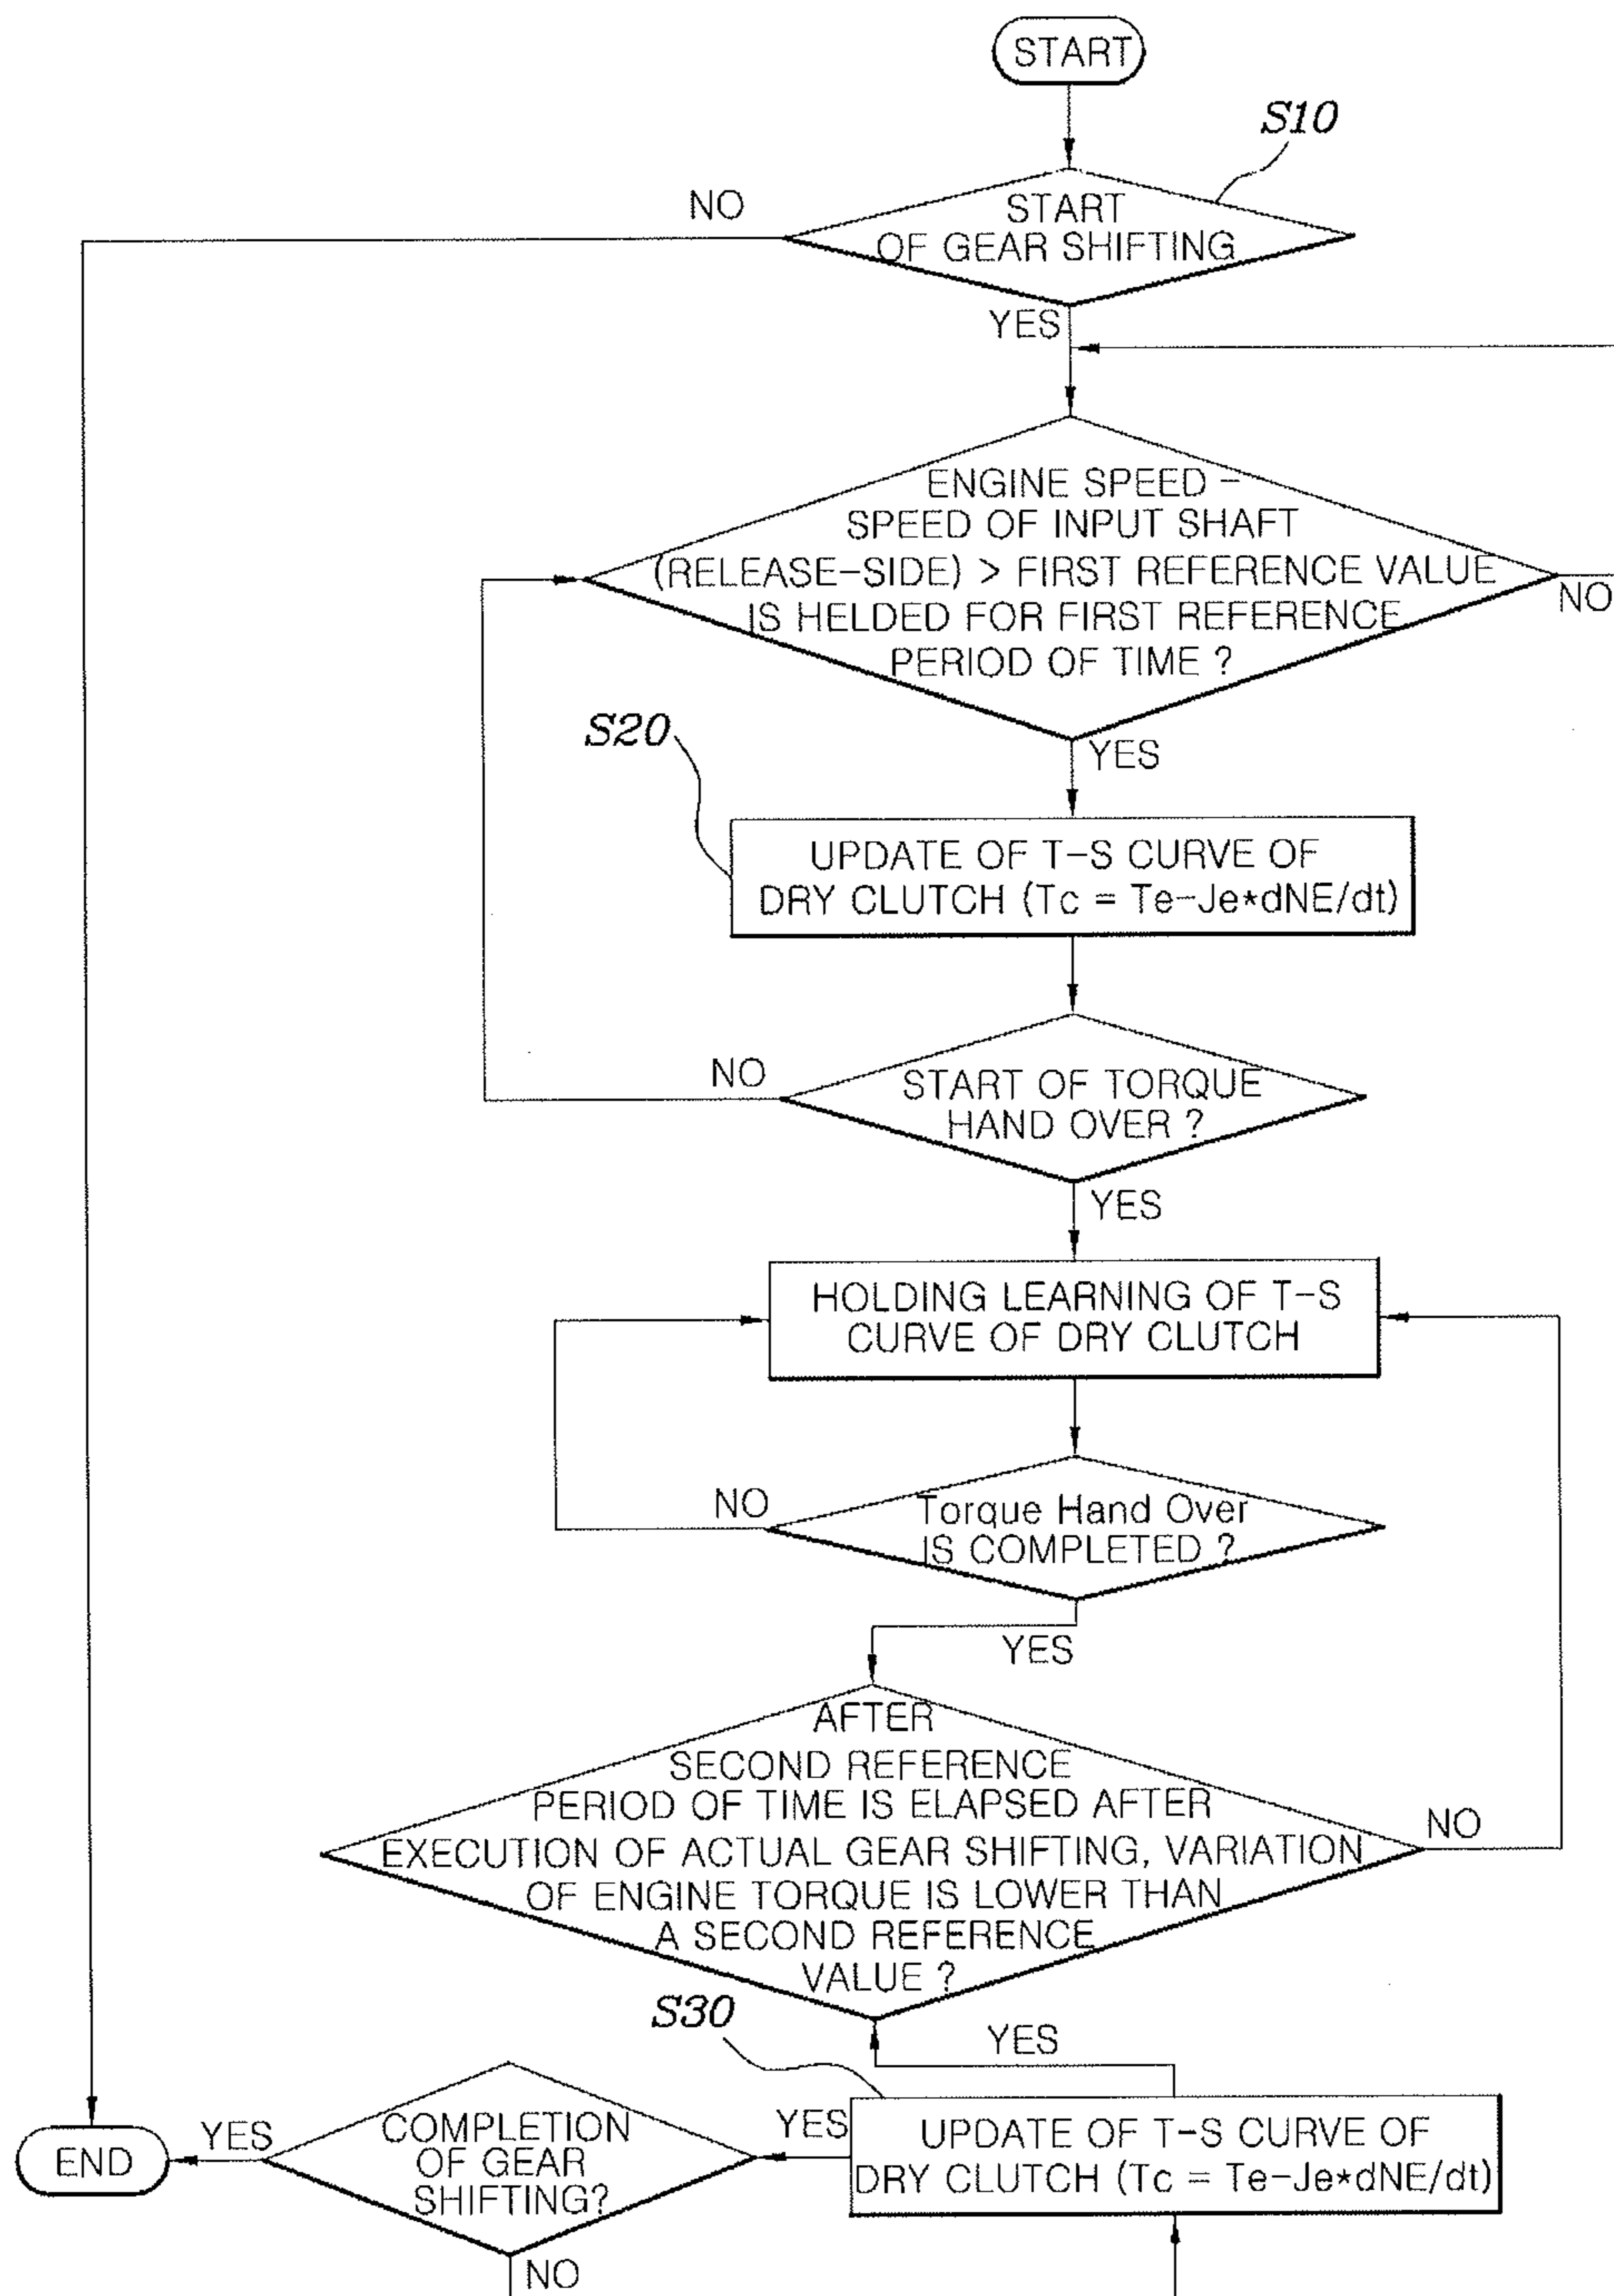 START
S10
NO
START
OF GEAR SHIFTING
YES
ENGINE SPEED -
SPEED OF INPUT SHAFT
(RELEASE-SIDE) > FIRST REFERENCE VALUE
IS HELDED FOR FIRST REFERENCE
PERIOD OF TIME ?
NO
YES
S20
UPDATE OF T-S CURVE OF
DRY CLUTCH (Tc = Te-Je*dNE/dt)
NO
START OF TORQUE
HAND OVER ?
YES
HOLDING LEARNING OF T-S
CURVE OF DRY CLUTCH
NO
Torque Hand Over
IS COMPLETED ?
YES
AFTER
SECOND REFERENCE
PERIOD OF TIME IS ELAPSED AFTER
EXECUTION OF ACTUAL GEAR SHIFTING, VARIATION
OF ENGINE TORQUE IS LOWER THAN
A SECOND REFERENCE
VALUE ?
NO
S30
YES
END
YES
COMPLETION
OF GEAR
SHIFTING?
YES
UPDATE OF T-S CURVE OF
DRY CLUTCH (Tc = Te-Je*dNE/dt)
NO